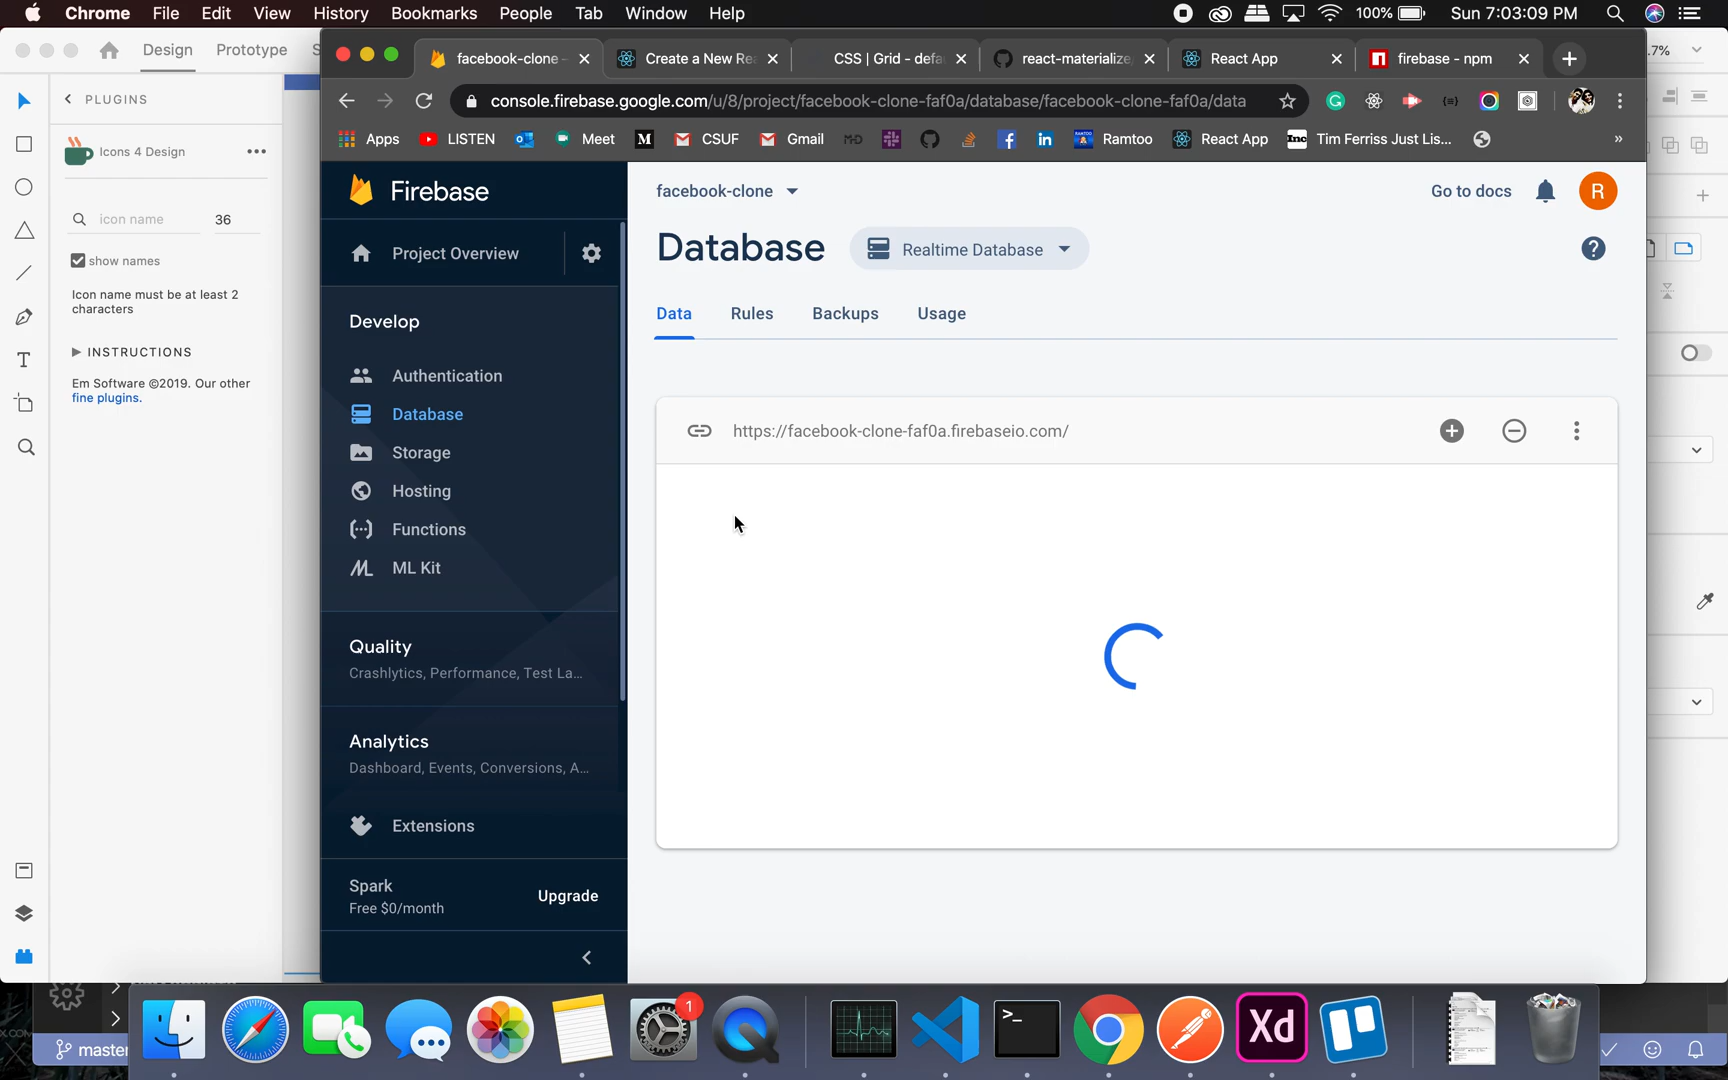 Chrome File Edit View History Bookmarks People Tab Window Help 100% Sun 7:03:09 PM
Design Prototype S .7%
facebook-clone - Create a New Re CSS | Grid - defa react-materialize React App firebase - npm
console.firebase.google.com/u/8/project/facebook-clone-faf0a/database/facebook-clone-faf0a/data
Apps LISTEN Meet M CSUF Gmail Ramtoo React App Inc Tim Ferriss Just Lis... »
PLUGINS
Icons 4 Design
icon name 36
show names
Icon name must be at least 2
characters
INSTRUCTIONS
Em Software ©2019. Our other
fine plugins.
Firebase
Project Overview
Develop
Authentication
Database
Storage
Hosting
Functions
ML Kit
Quality
Crashlytics, Performance, Test La...
Analytics
Dashboard, Events, Conversions, A...
Extensions
Spark
Free $0/month
Upgrade
facebook-clone
Go to docs R
Database Realtime Database
Data Rules Backups Usage
https://facebook-clone-faf0a.firebaseio.com/
master
1
Xd